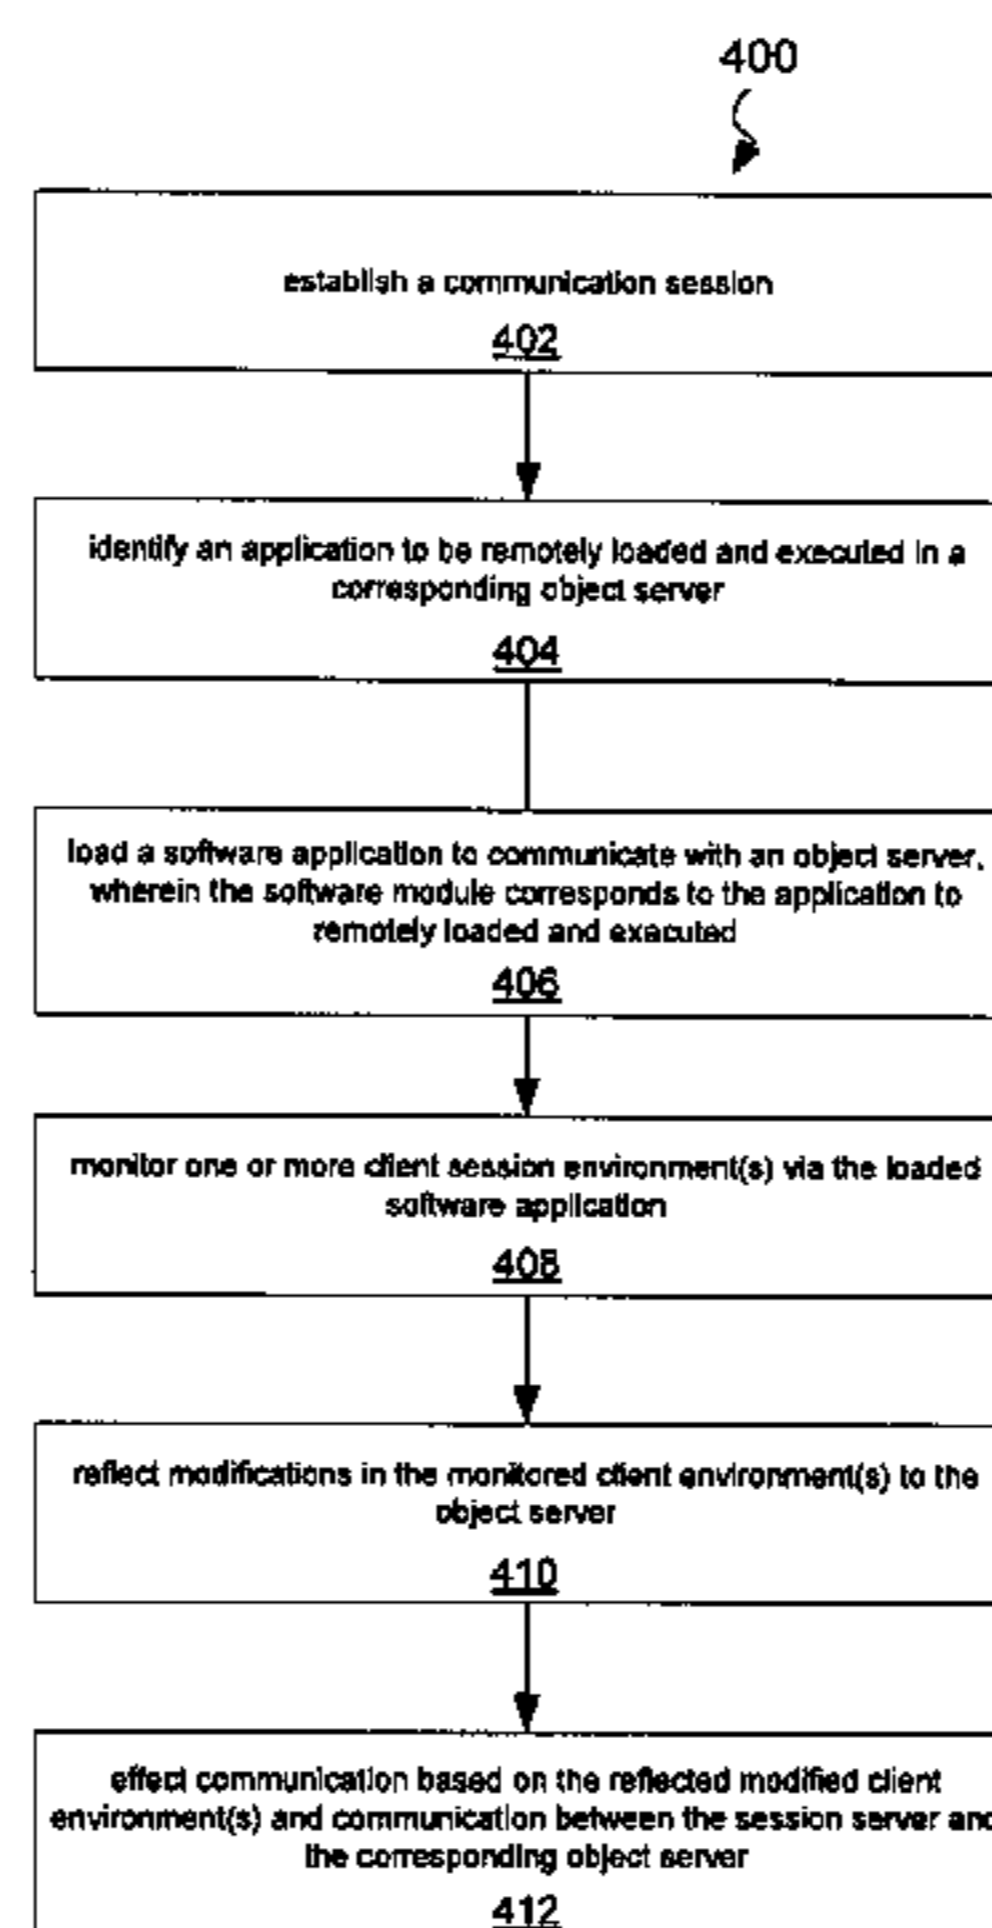 400
establish a communication session
402
identify an application to be remotely loaded and executed in a
corresponding object server
404
load a software application to communicate with an object server,
wherein the software module corresponds to the application to
remotely loaded and executed
406
monitor one or more client session environment(s) via the loaded
software application
408
reflect modifications in the monitored client environment(s) to the
object server
410
effect communication based on the reflected modified client
environment(s) and communication between the session server and
the corresponding object server
412